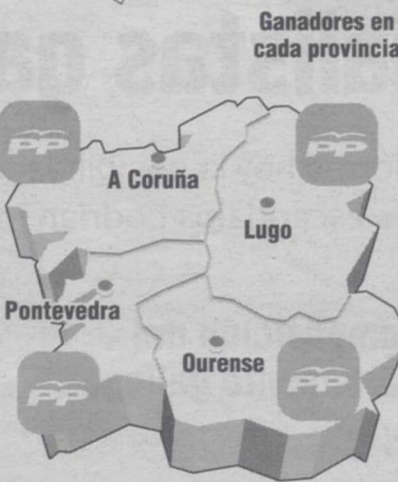 Ganadores en
cada provincia
PP
PP
A Coruña
Lugo
Pontevedra
Ourense
PP
PP